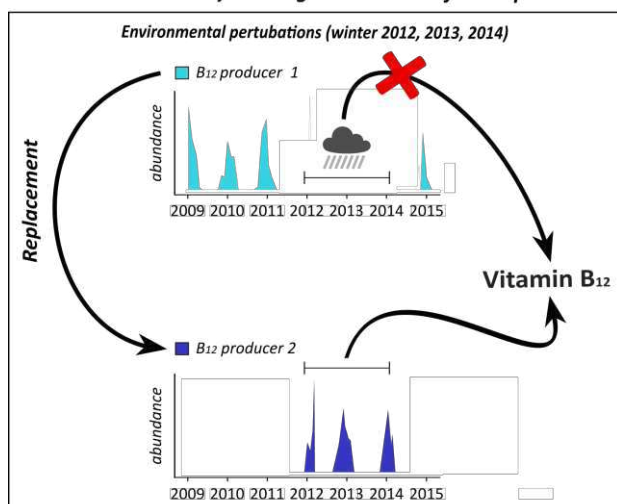 Environmental pertubations (winter 2012, 2013, 2014)
B12 producer 1
abundance
2009 2010 2011 2012 2013 2014 2015
Replacement
Vitamin B12
B12 producer 2
abundance
2009 2010 2011 2012 2013 2014 2015